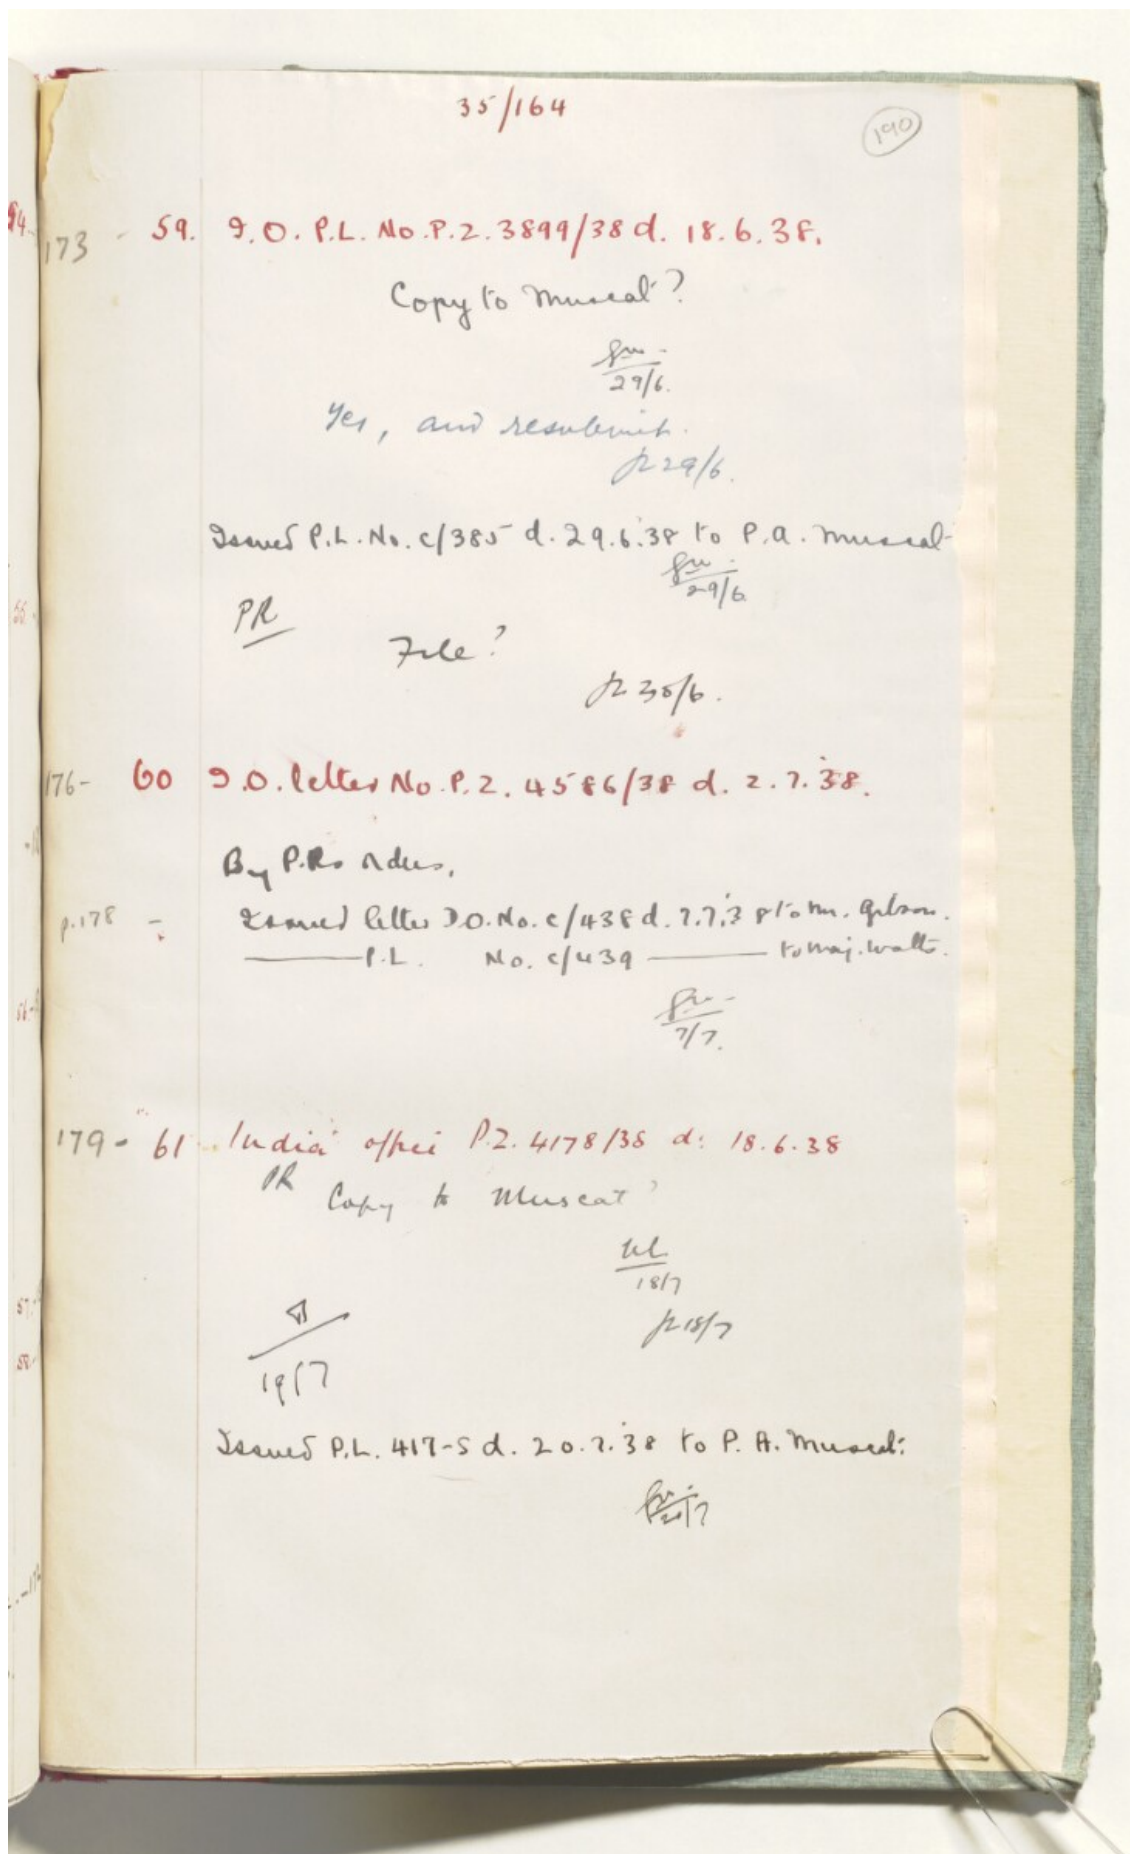 35/164
190
173 - 59. I.O. P.L. No. P.Z. 3899/38 d. 18.6.38.
Copy to Muscat?
29/6.
Yes, and resubmit.
29/6.
Issued P.L. No. C/385 d. 29.6.38 to P.A. Muscat
29/6.
PR
File?
30/6.
176- 60 I.O. letter No. P.Z. 4586/38 d. 2.7.38.
By P.Rs orders,
p.178 - Issued letter D.O. No. C/438 d. 7.7.38 to Mr. Gibson.
——— P.L. No. C/439 ——— to Maj. Watts.
7/7.
179- 61 India office P.Z. 4178/38 d: 18.6.38
PR
Copy to Muscat?
18/7
18/7
19/7
Issued P.L. 417-S d. 20.7.38 to P.A. Muscat.
20/7